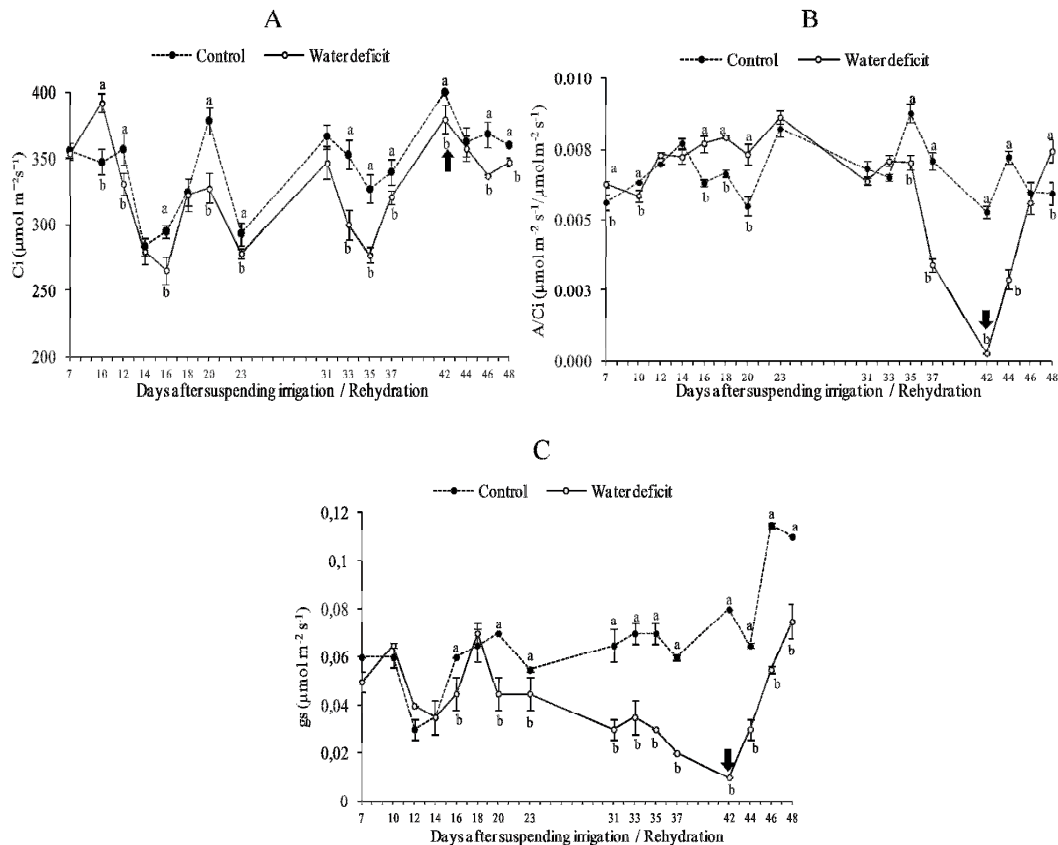 A
Control Water deficit
Ci (µmol m⁻²s⁻¹)
400
350
300
250
200
a a a a a a a a a a a a
b b b b b b b b b b b
7 10 12 14 16 18 20 23 31 33 35 37 42 44 46 48
Days after suspending irrigation / Rehydration
B
Control Water deficit
A/Ci (µmol m⁻² s⁻¹/µmol m⁻² s⁻¹)
0.010
0.008
0.005
0.003
0.000
a a a a a a a a a a
b b b b b b b b b b
7 10 12 14 16 18 20 23 31 33 35 37 42 44 46 48
Days after suspending irrigation / Rehydration
C
Control Water deficit
gs (µmol m⁻² s⁻¹)
0,12
0,1
0,08
0,06
0,04
0,02
0
a a a a a a a a a a a
b b b b b b b b b b b
7 10 12 14 16 18 20 23 31 33 35 37 42 44 46 48
Days after suspending irrigation / Rehydration